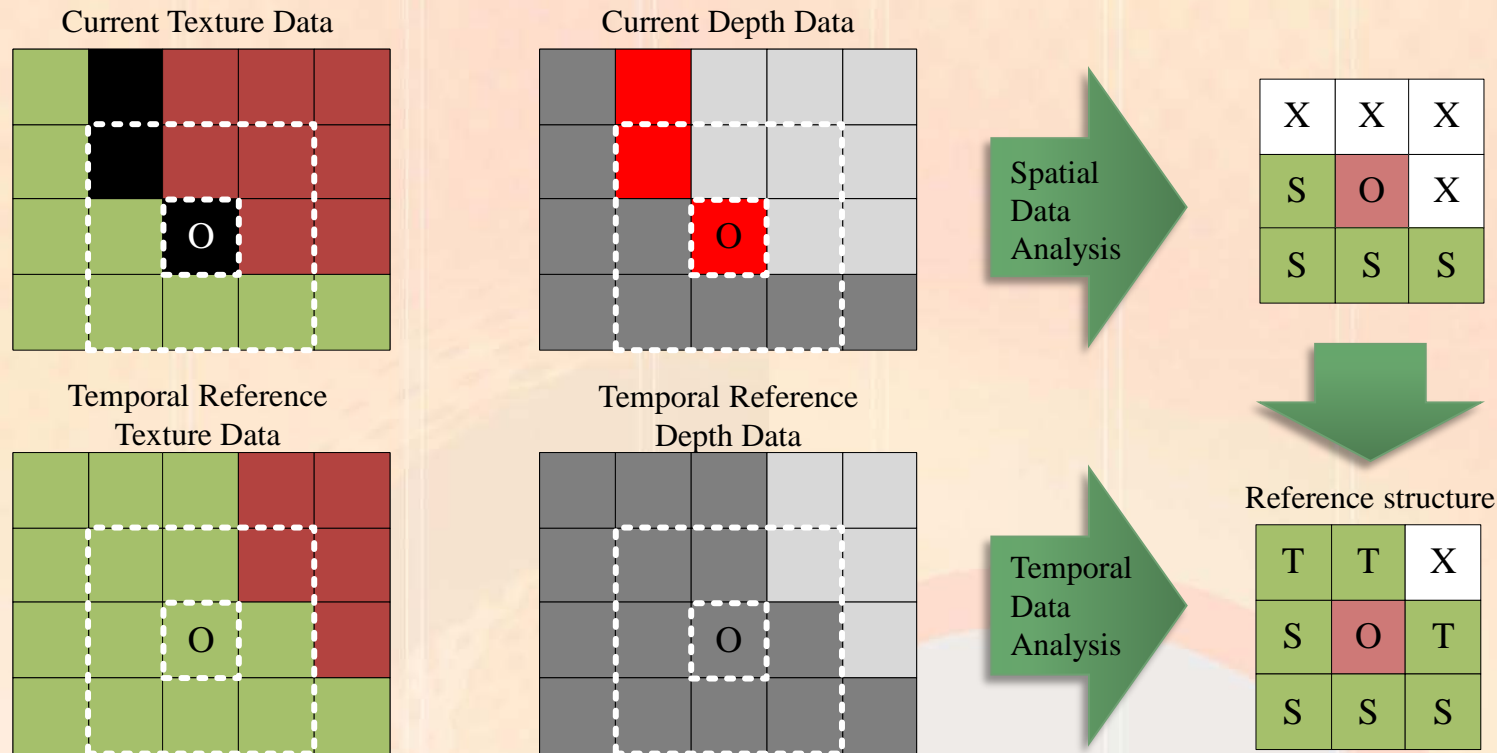 Current Texture Data
Current Depth Data
O
O
Spatial
Data
Analysis
X X X
S O X
S S S
Temporal Reference
Texture Data
Temporal Reference
Depth Data
O
O
Temporal
Data
Analysis
Reference structure
T T X
S O T
S S S